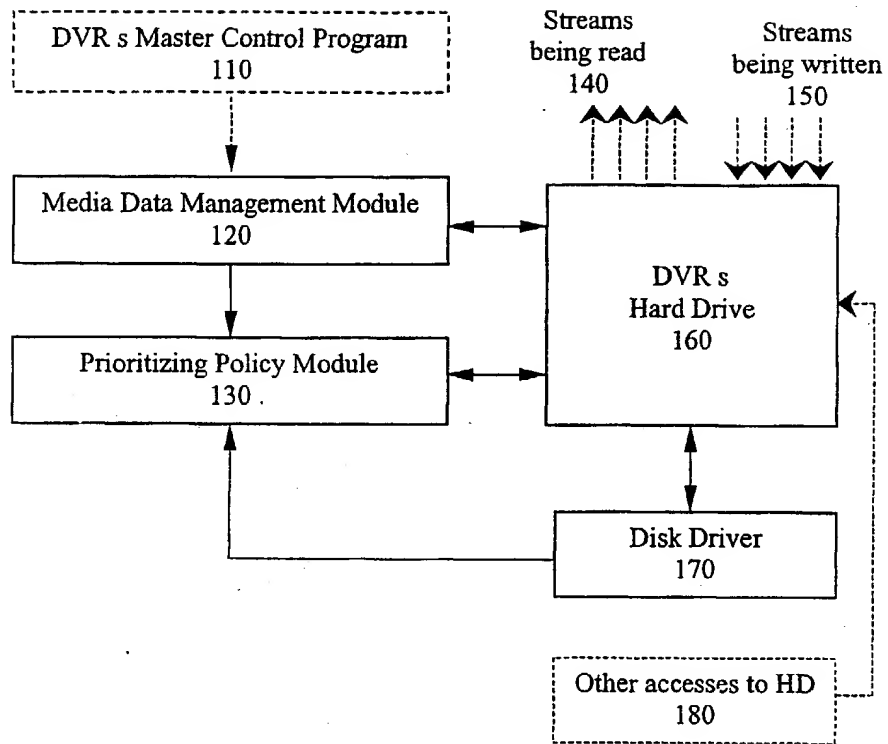 DVR s Master Control Program
110
Streams
being read
140
Streams
being written
150
Media Data Management Module
120
DVR s
Hard Drive
160
Prioritizing Policy Module
130
Disk Driver
170
Other accesses to HD
180